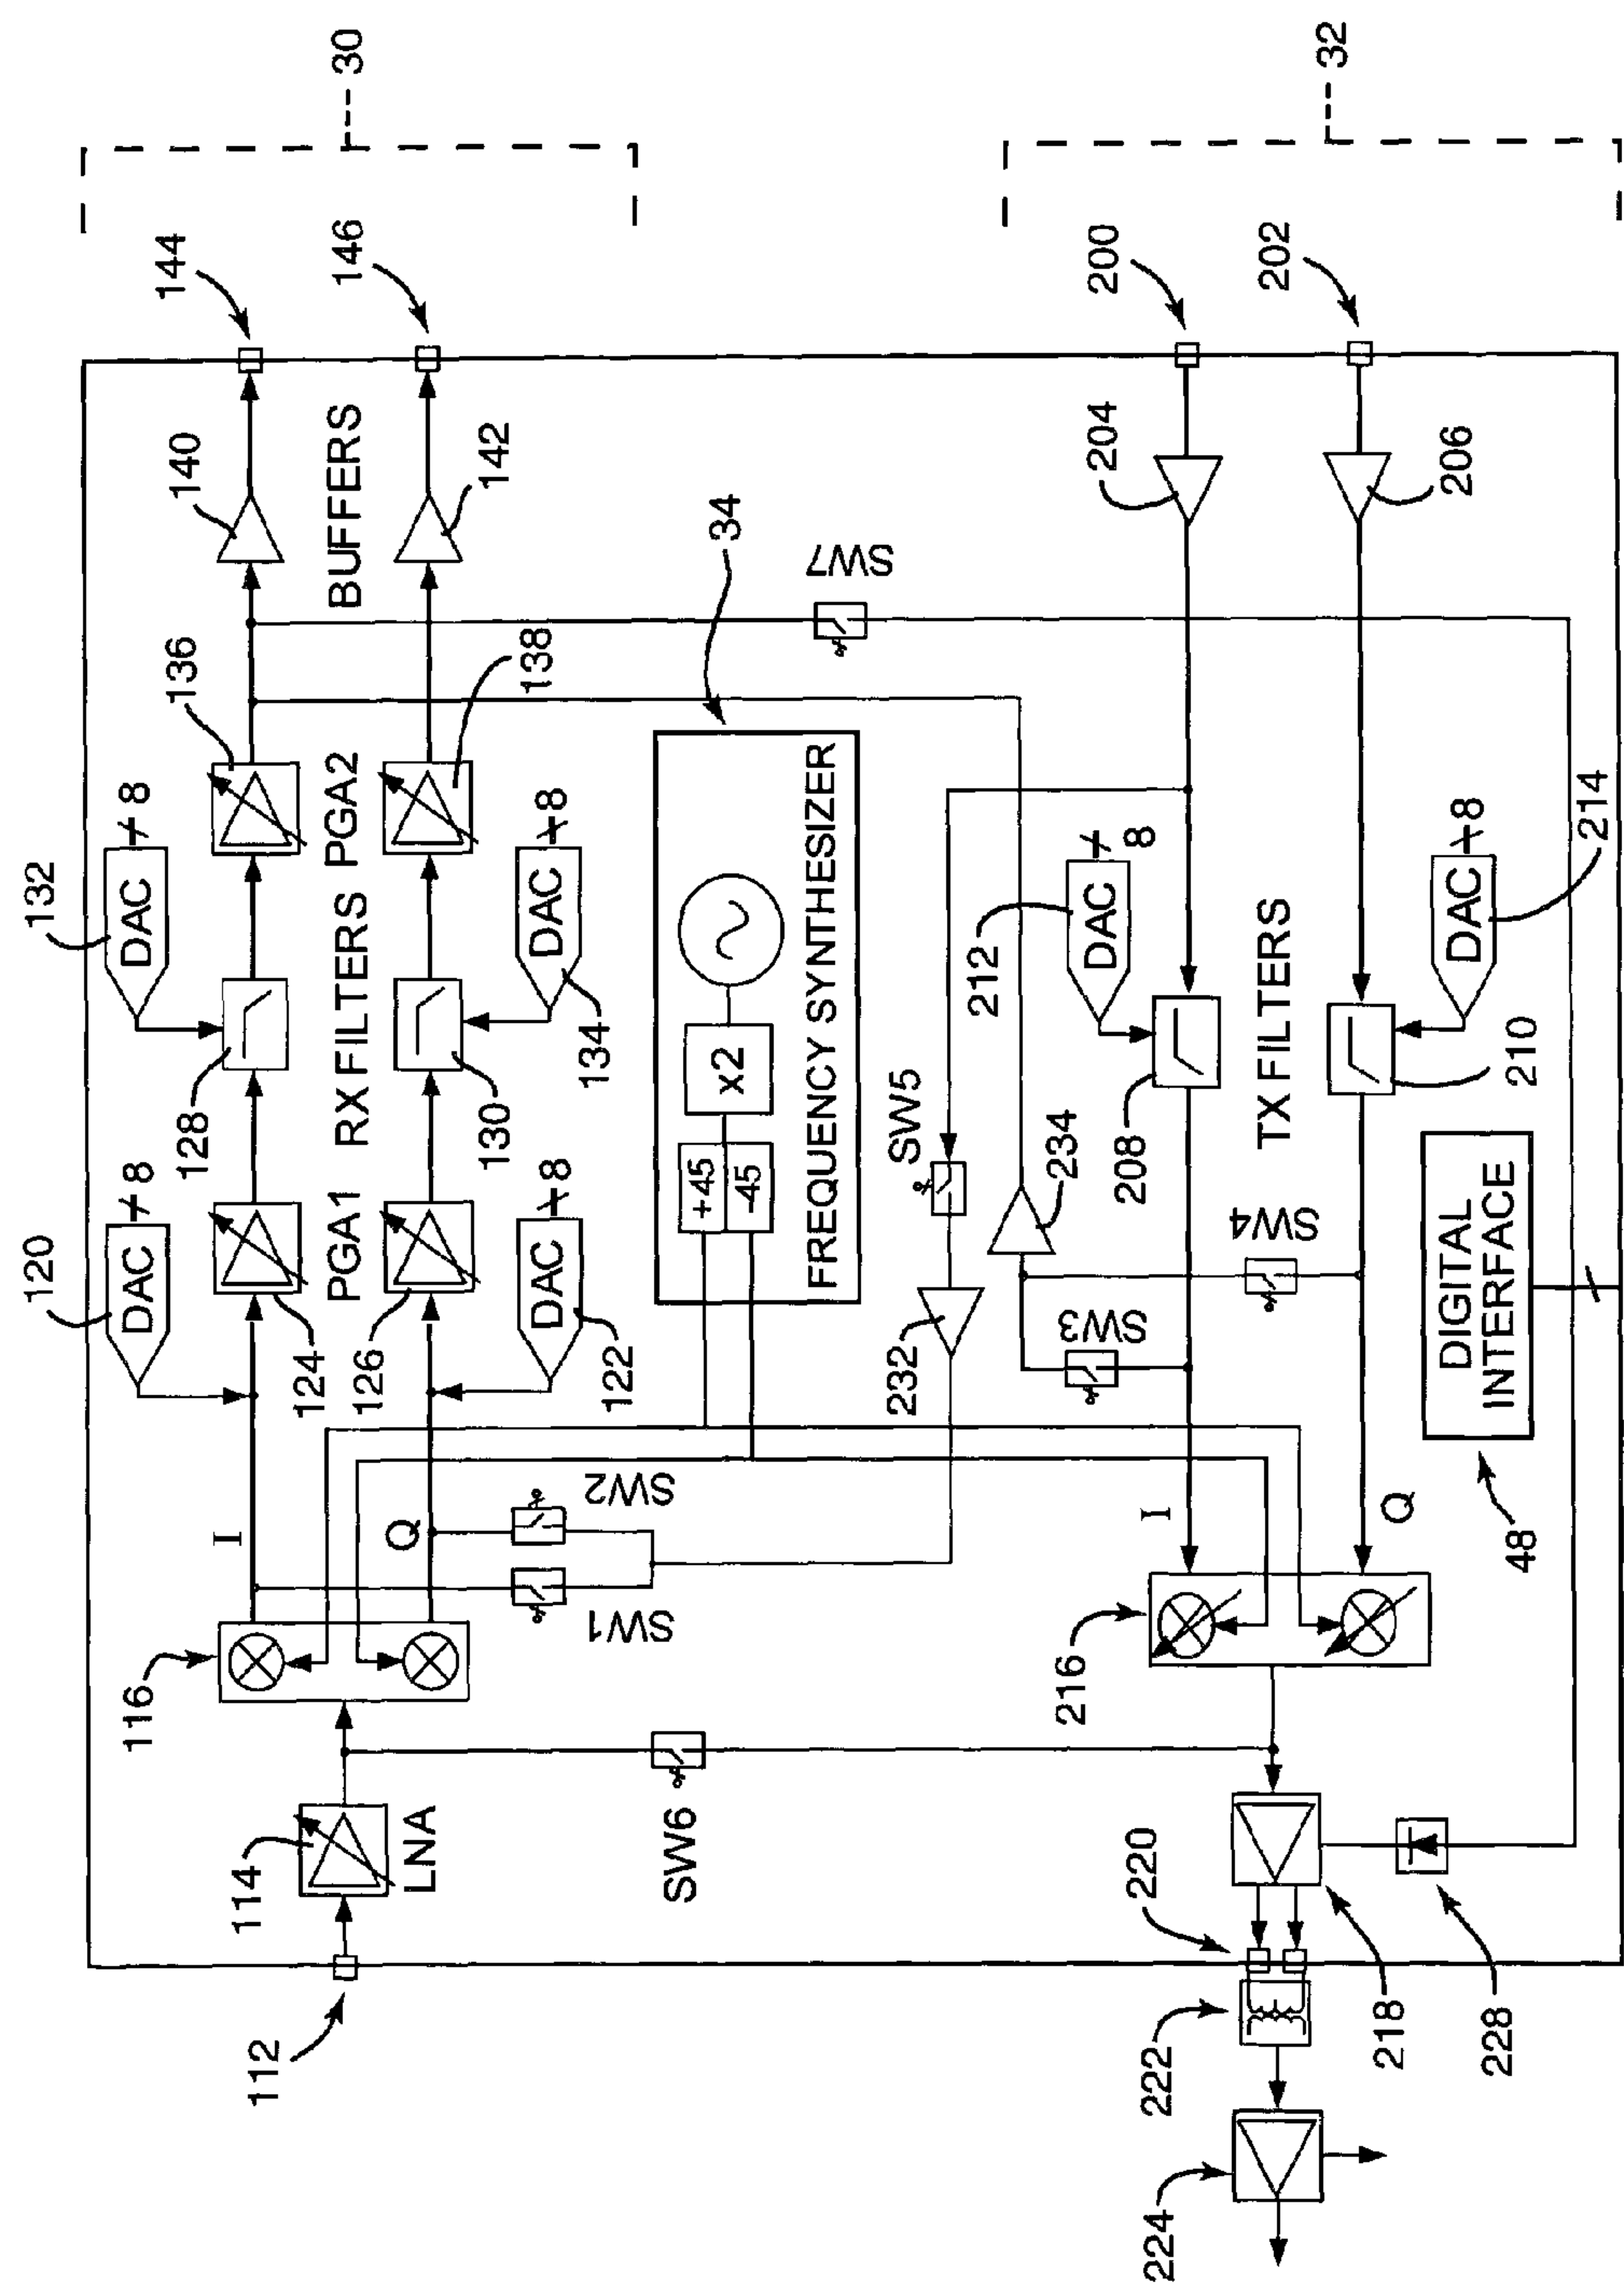 30
32
144
146
200
202
140
BUFFERS
142
204
206
34
SW7
136
138
8
132
DAC
PGA2
8
DAC
134
RX FILTERS
128
130
8
120
DAC
PGA1
124
126
8
DAC
122
x2
+45
-45
FREQUENCY SYNTHESIZER
SW5
232
234
212
DAC
8
208
TX FILTERS
8
DAC
214
210
SW4
SW3
DIGITAL
INTERFACE
48
I
Q
SW2
SW1
I
Q
116
216
114
LNA
SW6
112
220
222
218
228
224